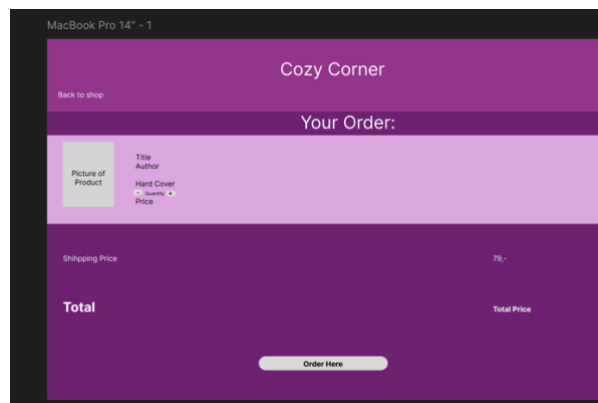 MacBook Pro 14" - 1
Cozy Corner
Back to shop
Your Order:
Picture of
Product
Title
Author
Hard Cover
- Quantity +
Price
Shihpping Price
79,-
Total
Total Price
Order Here